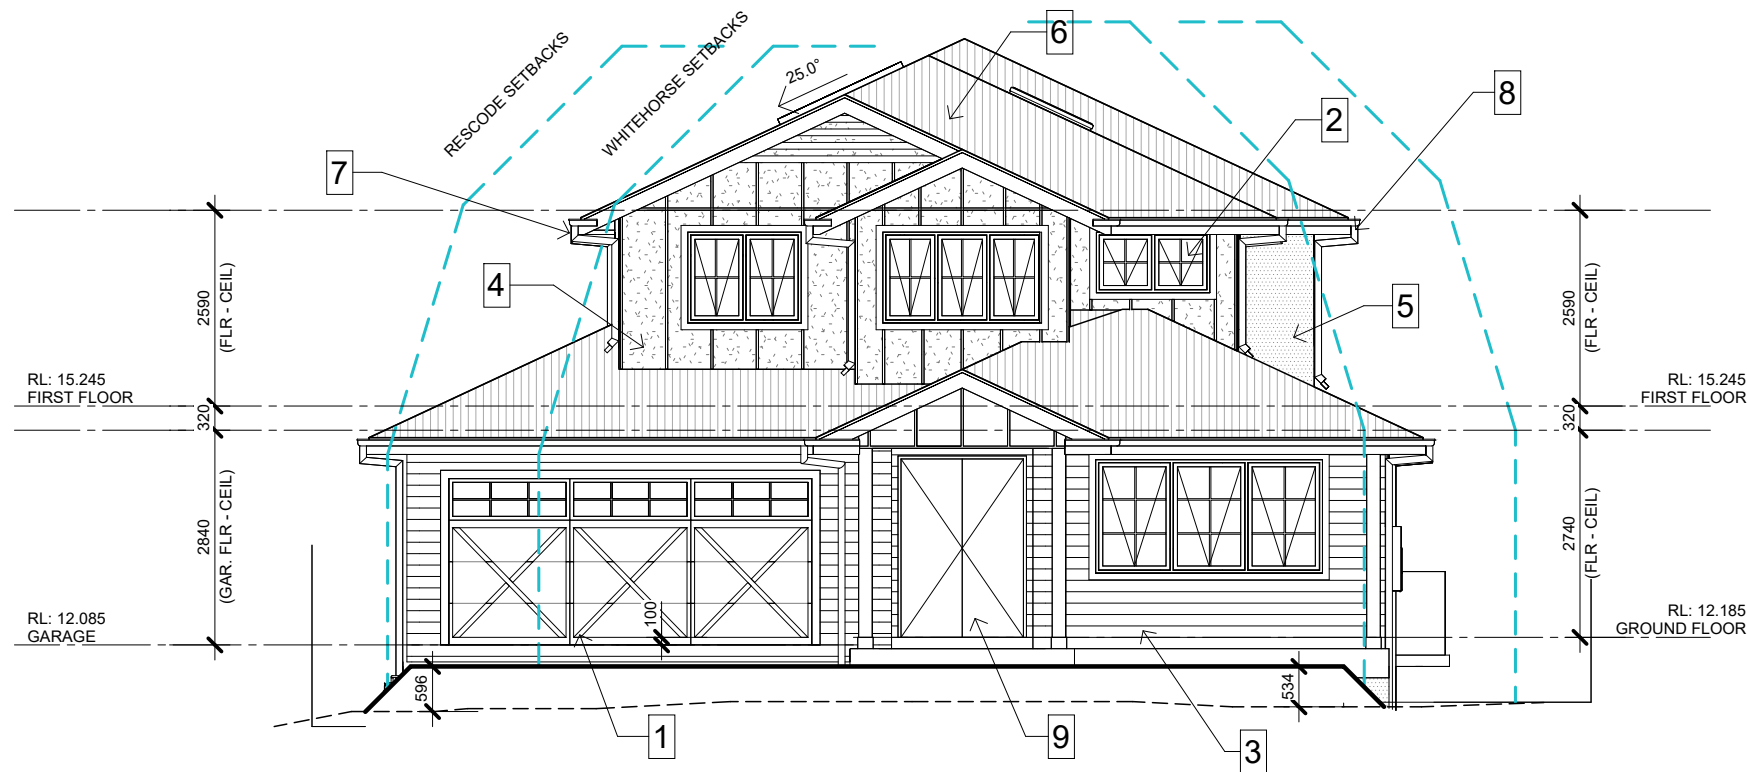 RESCODE SETBACKS
WHITEHORSE SETBACKS
25.0°
6
8
2
7
4
5
2590
(FLR - CEIL)
2590
(FLR - CEIL)
RL: 15.245
FIRST FLOOR
RL: 15.245
FIRST FLOOR
320
320
2840
(GAR. FLR - CEIL)
2740
(FLR - CEIL)
100
RL: 12.085
GARAGE
RL: 12.185
GROUND FLOOR
596
534
1
9
3